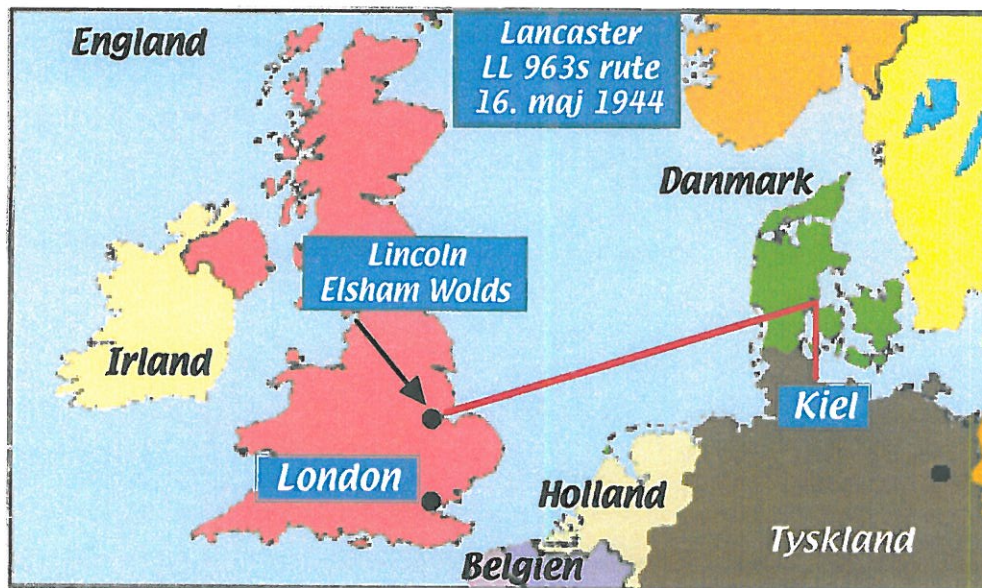 England
Lancaster
LL 963s rute
16. maj 1944
Danmark
Lincoln
Elsham Wolds
Irland
Kiel
London
Holland
Tyskland
Belgien